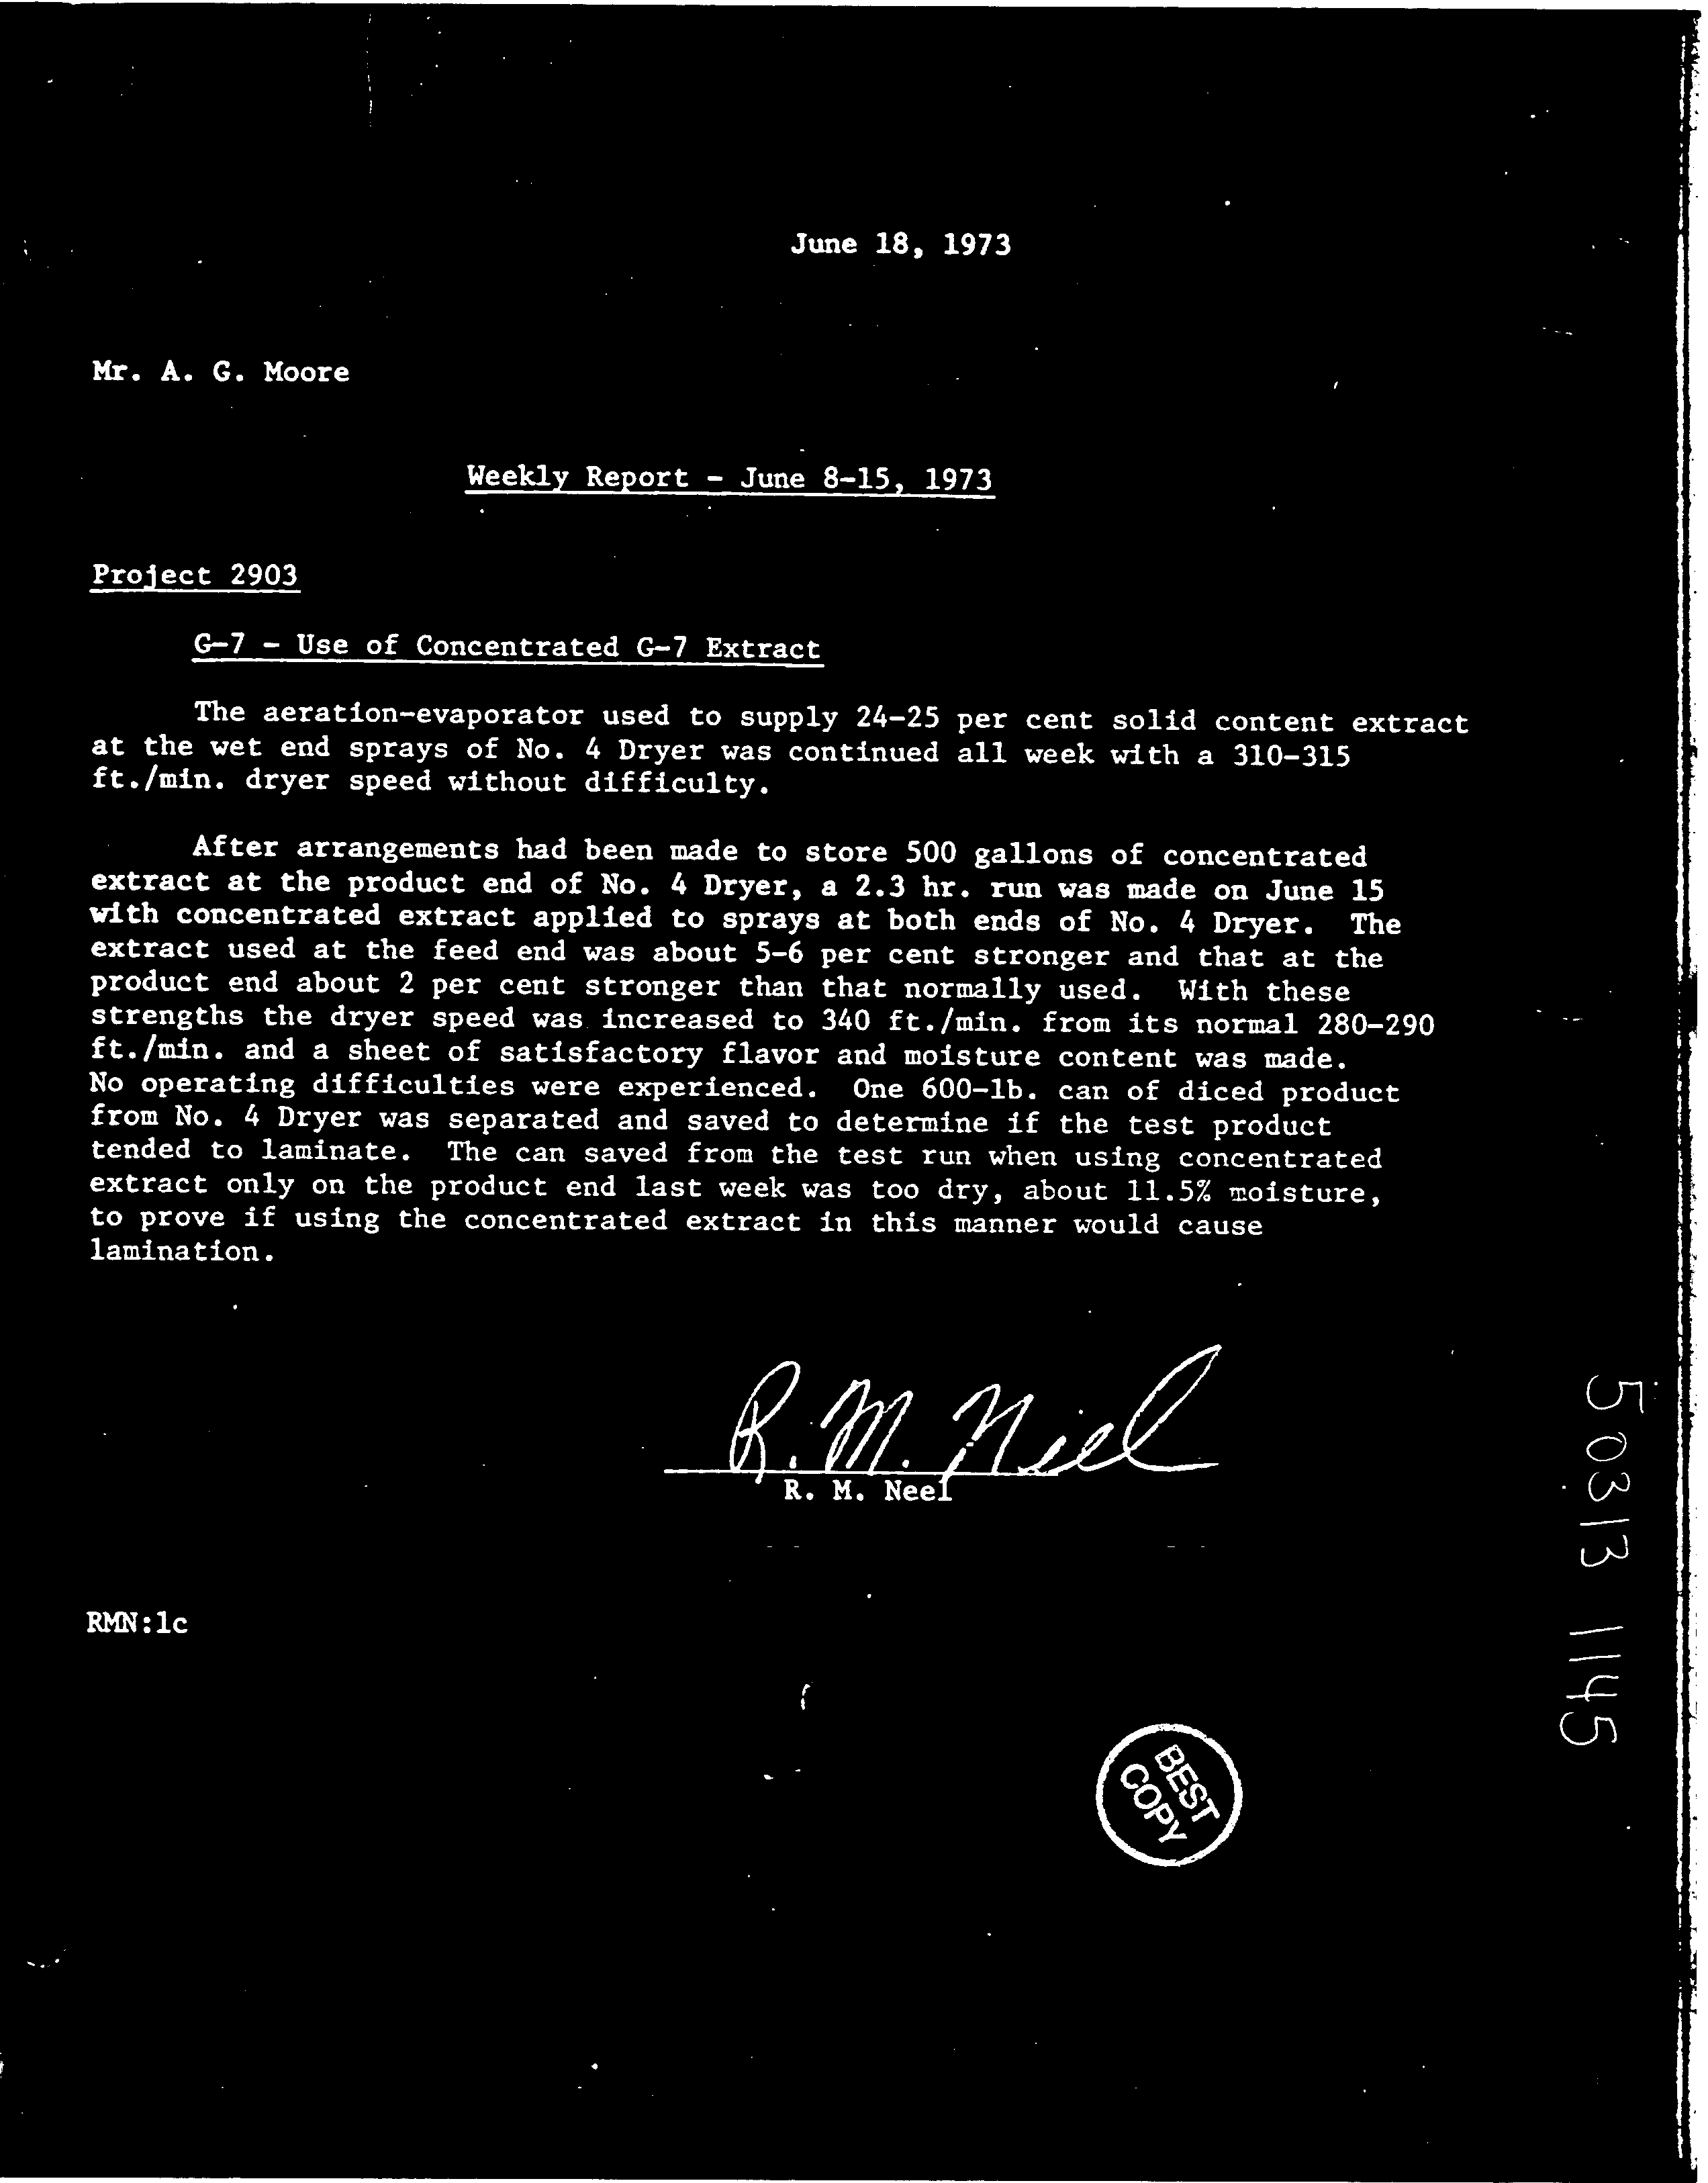 June 18, 1973
Mr. A. G. Moore
Weekly Report - June 8-15, 1973
Project 2903
G-7 - Use of Concentrated G-7 Extract
The aeration-evaporator used to supply 24-25 per cent solid content extract
at the wet end sprays of No. 4 Dryer was continued all week with a 310-315
ft./min. dryer speed without difficulty.
After arrangements had been made to store 500 gallons of concentrated
extract at the product end of No. 4 Dryer, a 2.3 hr. run was made on June 15
with concentrated extract applied to sprays at both ends of No. 4 Dryer. The
extract used at the feed end was about 5-6 per cent stronger and that at the
product end about 2 per cent stronger than that normally used. With these
strengths the dryer speed was increased to 340 ft./min. from its normal 280-290
ft./min. and a sheet of satisfactory flavor and moisture content was made.
No operating difficulties were experienced. One 600-lb. can of diced product
from No. 4 Dryer was separated and saved to determine if the test product
tended to laminate. The can saved from the test run when using concentrated
extract only on the product end last week was too dry, about 11.5% moisture,
to prove if using the concentrated extract in this manner would cause
lamination.
R. M. Neel
R. M. Neel
RMN:lc
BEST
COPY
50313 1145